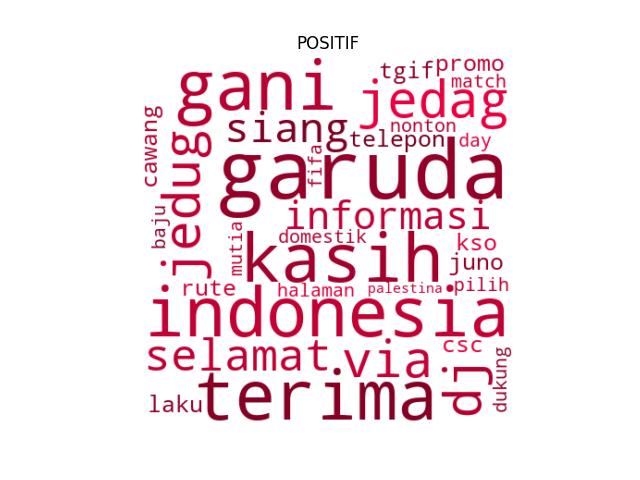 POSITIF
gani
tgif
promo
match
jedag
siang
nonton
telepon
day
cawang
jedug
garuda
fifa
informasi
baju
mutia
domestik
kasih
kso
juno
rute
halaman
palestina
pilih
indonesia
selamat
via
csc
dj
dukung
laku
terima